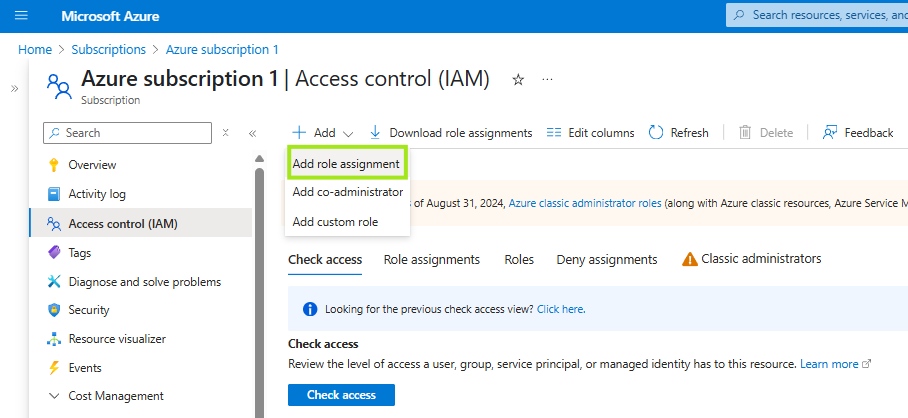 Microsoft Azure
Search resources, services, and
Home > Subscriptions > Azure subscription 1
Azure subscription 1 | Access control (IAM)
Subscription
Search
Add
Download role assignments
Edit columns
Refresh
Delete
Feedback
Add role assignment
Add co-administrator
Add custom role
s of August 31, 2024, Azure classic administrator roles (along with Azure classic resources, Azure Service M
Overview
Activity log
Access control (IAM)
Tags
Diagnose and solve problems
Security
Resource visualizer
Events
Cost Management
Check access
Role assignments
Roles
Deny assignments
Classic administrators
Looking for the previous check access view? Click here.
Check access
Review the level of access a user, group, service principal, or managed identity has to this resource. Learn more
Check access